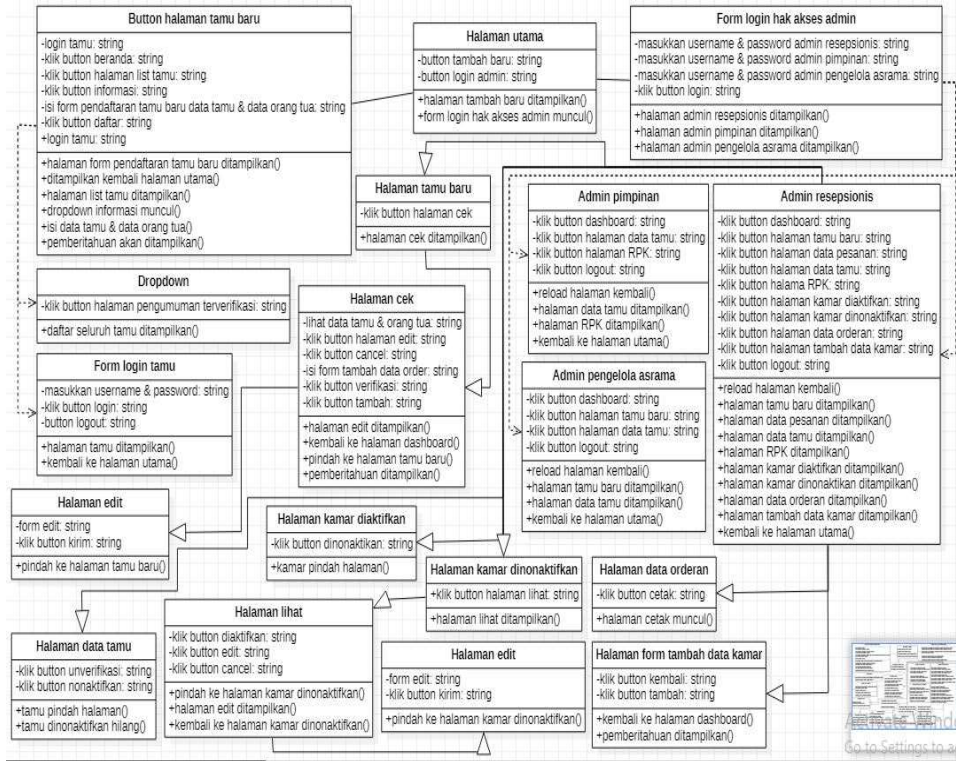 Button halaman tamu baru
-login tamu: string
-klik button beranda: string
-klik button halaman list tamu: string
-klik button informasi: string
-isi form pendaftaran tamu baru data tamu & data orang tua: string
-klik button daftar: string
+login tamu: string
+halaman form pendaftaran tamu baru ditampilkan()
+ditampilkan kembali halaman utama()
+halaman list tamu ditampilkan()
+dropdown informasi muncul()
+isi data tamu & data orang tua()
+pemberitahuan akan ditampilkan()
Halaman utama
-button tambah baru: string
-button login admin: string
+halaman tambah baru ditampilkan()
+form login hak akses admin muncul()
Form login hak akses admin
-masukkan username & password admin resepsionis: string
-masukkan username & password admin pimpinan: string
-masukkan username & password admin pengelola asrama: string
-klik button login: string
+halaman admin resepsionis ditampilkan()
+halaman admin pimpinan ditampilkan()
+halaman admin pengelola asrama ditampilkan()
Halaman tamu baru
-klik button halaman cek
+halaman cek ditampilkan()
Admin pimpinan
-klik button dashboard: string
-klik button halaman data tamu: string
-klik button halaman RPK: string
-klik button logout: string
+reload halaman kembali()
+halaman data tamu ditampilkan()
+halaman RPK ditampilkan()
+kembali ke halaman utama()
Admin resepsionis
-klik button dashboard: string
-klik button halaman tamu baru: string
-klik button halaman data pesanan: string
-klik button halaman data tamu: string
-klik button halama RPK: string
-klik button halaman kamar diaktifkan: string
-klik button halaman kamar dinonaktifkan: string
-klik button halaman data orderan: string
-klik button halaman tambah data kamar: string
-klik button logout: string
+reload halaman kembali()
+halaman tamu baru ditampilkan()
+halaman data pesanan ditampilkan()
+halaman data tamu ditampilkan()
+halaman RPK ditampilkan()
+halaman kamar diaktifkan ditampilkan()
+halaman kamar dinonaktikan ditampilkan()
+halaman data orderan ditampilkan()
+halaman tambah data kamar ditampilkan()
+kembali ke halaman utama()
Dropdown
-klik button halaman pengumuman terverifikasi: string
+daftar seluruh tamu ditampilkan()
Halaman cek
-lihat data tamu & orang tua: string
-klik button halaman edit: string
-klik button cancel: string
-isi form tambah data order: string
-klik button verifikasi: string
-klik button tambah: string
+halaman edit ditampilkan()
+kembali ke halaman dashboard()
+pindah ke halaman tamu baru()
+pemberitahuan ditampilkan()
Form login tamu
-masukkan username & password: string
-klik button login: string
-button logout: string
+halaman tamu ditampilkan()
+kembali ke halaman utama()
Admin pengelola asrama
-klik button dashboard: string
-klik button halaman tamu baru: string
-klik button halaman data tamu: string
-klik button logout: string
+reload halaman kembali()
+halaman tamu baru ditampilkan()
+halaman data tamu ditampilkan()
+kembali ke halaman utama()
Halaman edit
-form edit: string
-klik button kirim: string
+pindah ke halaman tamu baru()
Halaman kamar diaktifkan
-klik button dinonaktikan: string
+kamar pindah halaman()
Halaman kamar dinonaktifkan
+klik button halaman lihat: string
+halaman lihat ditampilkan()
Halaman data orderan
-klik button cetak: string
+halaman cetak muncul()
Halaman data tamu
-klik button unverifikasi: string
-klik button nonaktifkan: string
+tamu pindah halaman()
+tamu dinonaktifkan hilang()
Halaman lihat
-klik button diaktifkan: string
-klik button edit: string
-klik button cancel: string
+pindah ke halaman kamar dinonaktifkan()
+halaman edit ditampilkan()
+kembali ke halaman kamar dinonaktifkan()
Halaman edit
-form edit: string
-klik button kirim: string
+pindah ke halaman kamar dinonaktifkan()
Halaman form tambah data kamar
-klik button kembali: string
-klik button tambah: string
+kembali ke halaman dashboard()
+pemberitahuan ditampilkan()
Activate Windo
Go to Settings to a